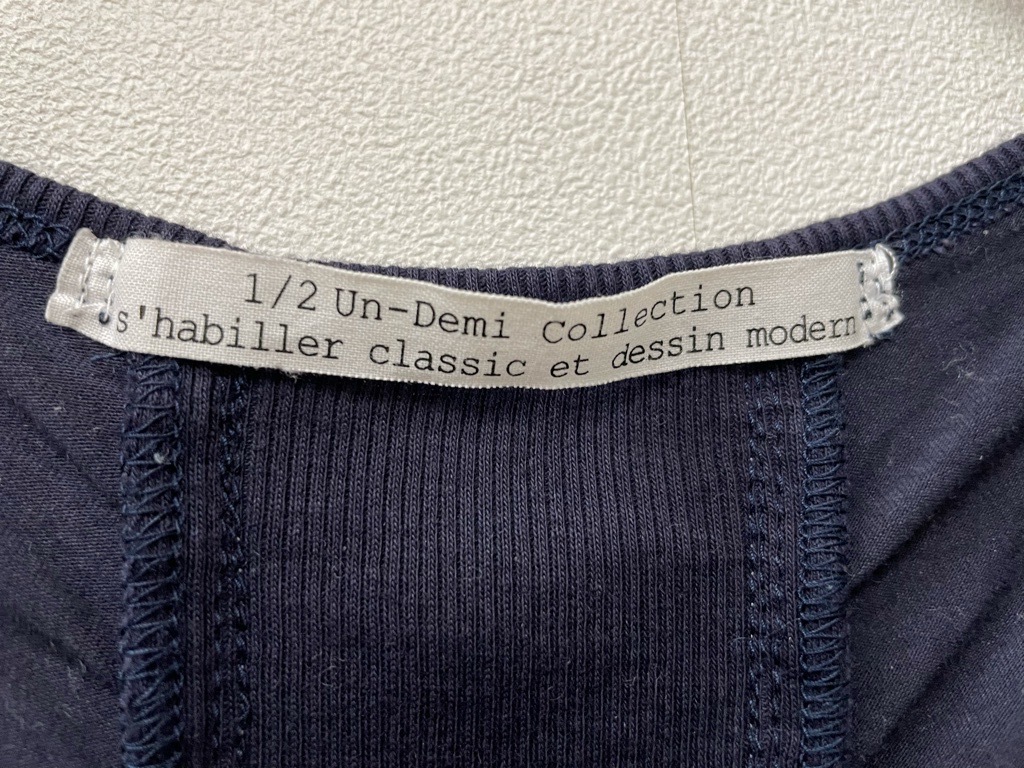 1/2 Un-Demi Collection
s'habiller classic et dessin modern